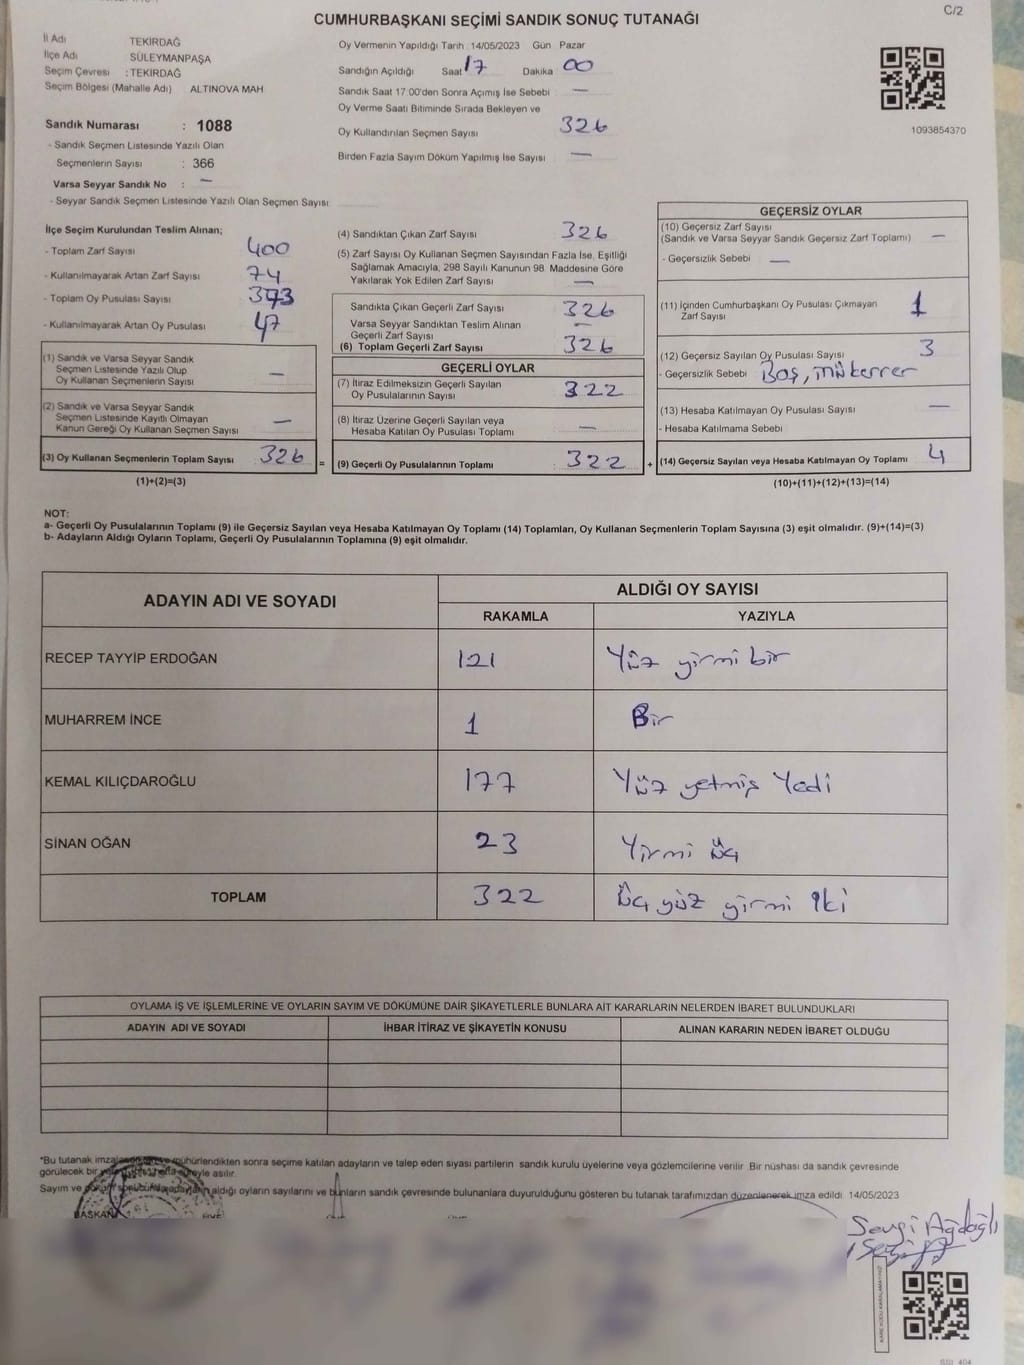 C/2
CUMHURBAŞKANI SEÇİMİ SANDIK SONUÇ TUTANAĞI
İl Adı TEKİRDAĞ
İlçe Adı SÜLEYMANPAŞA
Seçim Çevresi : TEKİRDAĞ
Seçim Bölgesi (Mahalle Adı) ALTINOVA MAH
Sandık Numarası : 1088
- Sandık Seçmen Listesinde Yazılı Olan
Seçmenlerin Sayısı : 366
Varsa Seyyar Sandık No : —
- Seyyar Sandık Seçmen Listesinde Yazılı Olan Seçmen Sayısı
Oy Vermenin Yapıldığı Tarih : 14/05/2023 Gün Pazar
Sandığın Açıldığı Saat 17 Dakika 00
Sandık Saat 17:00'den Sonra Açımış İse Sebebi : —
Oy Verme Saati Bitiminde Sırada Bekleyen ve
Oy Kullandırılan Seçmen Sayısı 326
Birden Fazla Sayım Döküm Yapılmış İse Sayısı —
1093854370
İlçe Seçim Kurulundan Teslim Alınan;
- Toplam Zarf Sayısı 400
- Kullanılmayarak Artan Zarf Sayısı 74
- Toplam Oy Pusulası Sayısı 373
- Kullanılmayarak Artan Oy Pusulası 47
(1) Sandık ve Varsa Seyyar Sandık
Seçmen Listesinde Yazılı Olup
Oy Kullanan Seçmenlerin Sayısı —
(2) Sandık ve Varsa Seyyar Sandık
Seçmen Listesinde Kayıtlı Olmayan
Kanun Gereği Oy Kullanan Seçmen Sayısı —
(3) Oy Kullanan Seçmenlerin Toplam Sayısı 326 =
(1)+(2)=(3)
(4) Sandıktan Çıkan Zarf Sayısı 326
(5) Zarf Sayısı Oy Kullanan Seçmen Sayısından Fazla İse, Eşitliği
Sağlamak Amacıyla, 298 Sayılı Kanunun 98. Maddesine Göre
Yakılarak Yok Edilen Zarf Sayısı —
Sandıkta Çıkan Geçerli Zarf Sayısı 326
Varsa Seyyar Sandıktan Teslim Alınan
Geçerli Zarf Sayısı —
(6) Toplam Geçerli Zarf Sayısı 326
GEÇERLİ OYLAR
(7) İtiraz Edilmeksizin Geçerli Sayılan
Oy Pusulalarının Sayısı 322
(8) İtiraz Üzerine Geçerli Sayılan veya
Hesaba Katılan Oy Pusulası Toplamı —
(9) Geçerli Oy Pusulalarının Toplamı : 322 +
GEÇERSİZ OYLAR
(10) Geçersiz Zarf Sayısı
(Sandık ve Varsa Seyyar Sandık Geçersiz Zarf Toplamı) —
- Geçersizlik Sebebi —
(11) İçinden Cumhurbaşkanı Oy Pusulası Çıkmayan
Zarf Sayısı 1
(12) Geçersiz Sayılan Oy Pusulası Sayısı 3
- Geçersizlik Sebebi Boş, mükerrer
(13) Hesaba Katılmayan Oy Pusulası Sayısı —
- Hesaba Katılmama Sebebi
(14) Geçersiz Sayılan veya Hesaba Katılmayan Oy Toplamı 4
(10)+(11)+(12)+(13)=(14)
NOT:
a- Geçerli Oy Pusulalarının Toplamı (9) ile Geçersiz Sayılan veya Hesaba Katılmayan Oy Toplamı (14) Toplamları, Oy Kullanan Seçmenlerin Toplam Sayısına (3) eşit olmalıdır. (9)+(14)=(3)
b- Adayların Aldığı Oyların Toplamı, Geçerli Oy Pusulalarının Toplamına (9) eşit olmalıdır.
ADAYIN ADI VE SOYADI ALDIĞI OY SAYISI
RAKAMLA YAZIYLA
RECEP TAYYİP ERDOĞAN 121 Yüz yirmi bir
MUHARREM İNCE 1 Bir
KEMAL KILIÇDAROĞLU 177 Yüz yetmiş Yedi
SİNAN OĞAN 23 Yirmi üç
TOPLAM 322 Üç yüz yirmi iki
OYLAMA İŞ VE İŞLEMLERİNE VE OYLARIN SAYIM VE DÖKÜMÜNE DAİR ŞİKAYETLERLE BUNLARA AİT KARARLARIN NELERDEN İBARET BULUNDUKLARI
ADAYIN ADI VE SOYADI İHBAR İTİRAZ VE ŞİKAYETİN KONUSU ALINAN KARARIN NEDEN İBARET OLDUĞU
*Bu tutanak mühürlendikten sonra seçime katılan adayların ve talep eden siyasi partilerin sandık kurulu üyelerine veya gözlemcilerine verilir. Bir nüshası da sandık çevresinde
görülecek bir asılır.
Sayım ve aldığı oyların sayılarını ve bunların sandık çevresinde bulunanlara duyurulduğunu gösteren bu tutanak tarafımızdan düzenlenerek imza edildi. 14/05/2023
BAŞKAN
Sevgi Ağdağlı